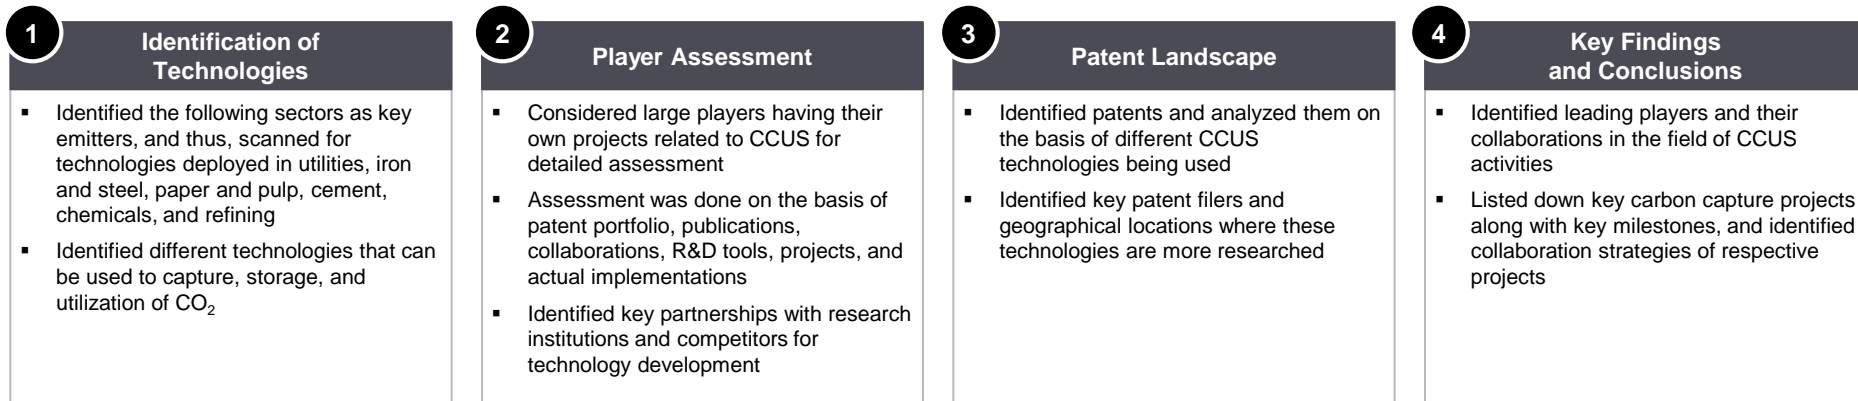 1
Identification of
Technologies
▪ Identified the following sectors as key
emitters, and thus, scanned for
technologies deployed in utilities, iron
and steel, paper and pulp, cement,
chemicals, and refining
▪ Identified different technologies that can
be used to capture, storage, and
utilization of CO₂
2
Player Assessment
▪ Considered large players having their
own projects related to CCUS for
detailed assessment
▪ Assessment was done on the basis of
patent portfolio, publications,
collaborations, R&D tools, projects, and
actual implementations
▪ Identified key partnerships with research
institutions and competitors for
technology development
3
Patent Landscape
▪ Identified patents and analyzed them on
the basis of different CCUS
technologies being used
▪ Identified key patent filers and
geographical locations where these
technologies are more researched
4
Key Findings
and Conclusions
▪ Identified leading players and their
collaborations in the field of CCUS
activities
▪ Listed down key carbon capture projects
along with key milestones, and identified
collaboration strategies of respective
projects